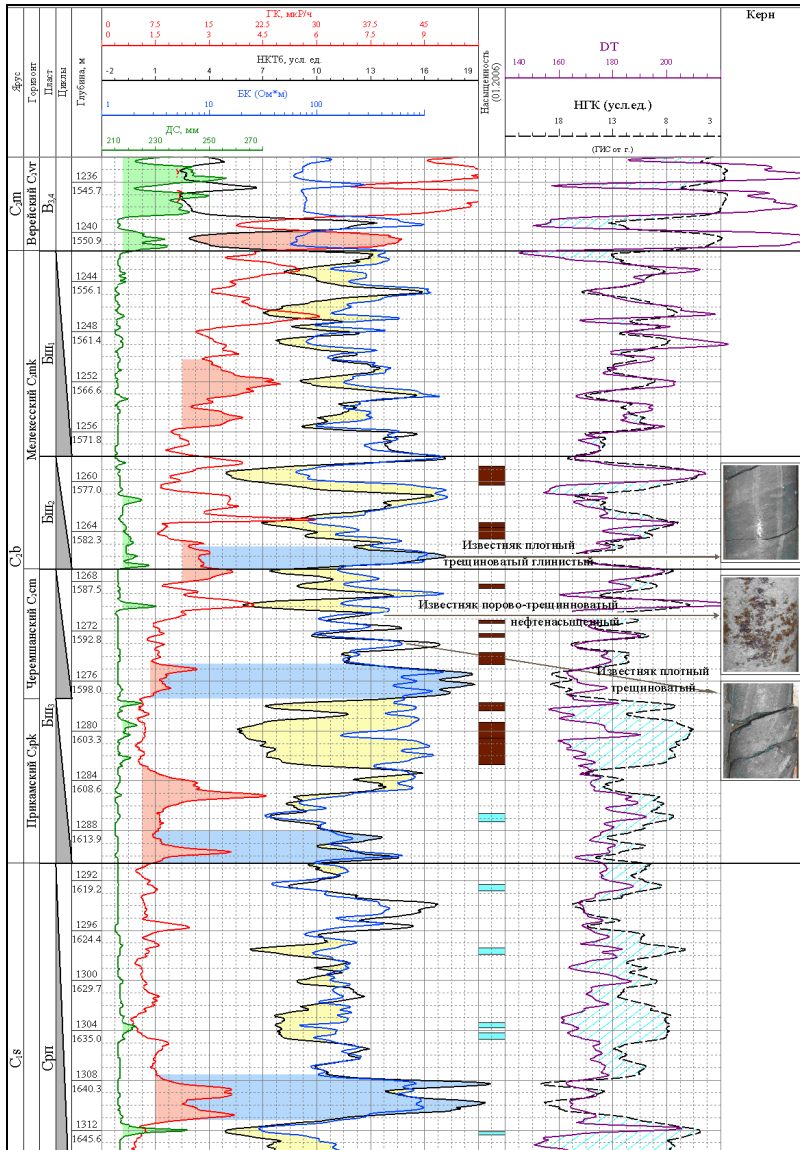 Керн
ГК, мкР/ч
0 7.5 15 22.5 30 37.5 45
0 1.5 3 4.5 6 7.5 9
НКТб, усл. ед.
-2 1 4 7 10 13 16 19
БК (Ом*м)
1 10 100
ДС, мм
210 230 250 270
DT
140 160 180 200
НГК (усл.ед.)
18 13 8 3
(ГИС от г.)
Ярус
Горизонт
Пласт
Циклы
Глубина, м
Насыщенность
(01.2006)
C₂m
Верейский C₂vr
В3,4
1236
1545.7
1240
1550.9
Мелекесский C₂mk
БШ1
1244
1556.1
1248
1561.4
1252
1566.6
1256
1571.8
C₂b
БШ2
1260
1577.0
1264
1582.3
Известняк плотный
трещиноватый глинистый
Черемшанский C₂cm
1268
1587.5
Известняк порово-трещинноватый
нефтенасыщенный
1272
1592.8
Известняк плотный
трещиноватый
1276
1598.0
БШ3
Прикамский C₂pk
1280
1603.3
1284
1608.6
1288
1613.9
C₁s
Срп
1292
1619.2
1296
1624.4
1300
1629.7
1304
1635.0
1308
1640.3
1312
1645.6